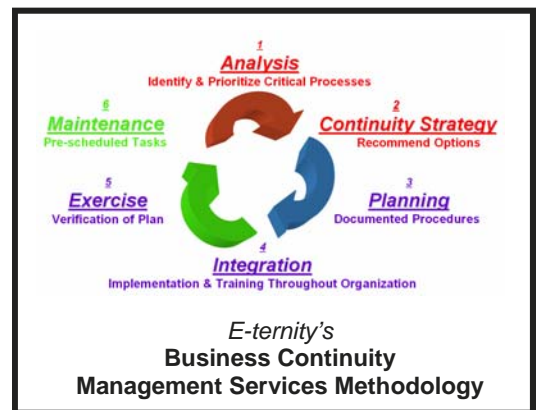 1
Analysis
Identify & Prioritize Critical Processes
2
Continuity Strategy
Recommend Options
3
Planning
Documented Procedures
4
Integration
Implementation & Training Throughout Organization
5
Exercise
Verification of Plan
6
Maintenance
Pre-scheduled Tasks
E-ternity's
Business Continuity
Management Services Methodology